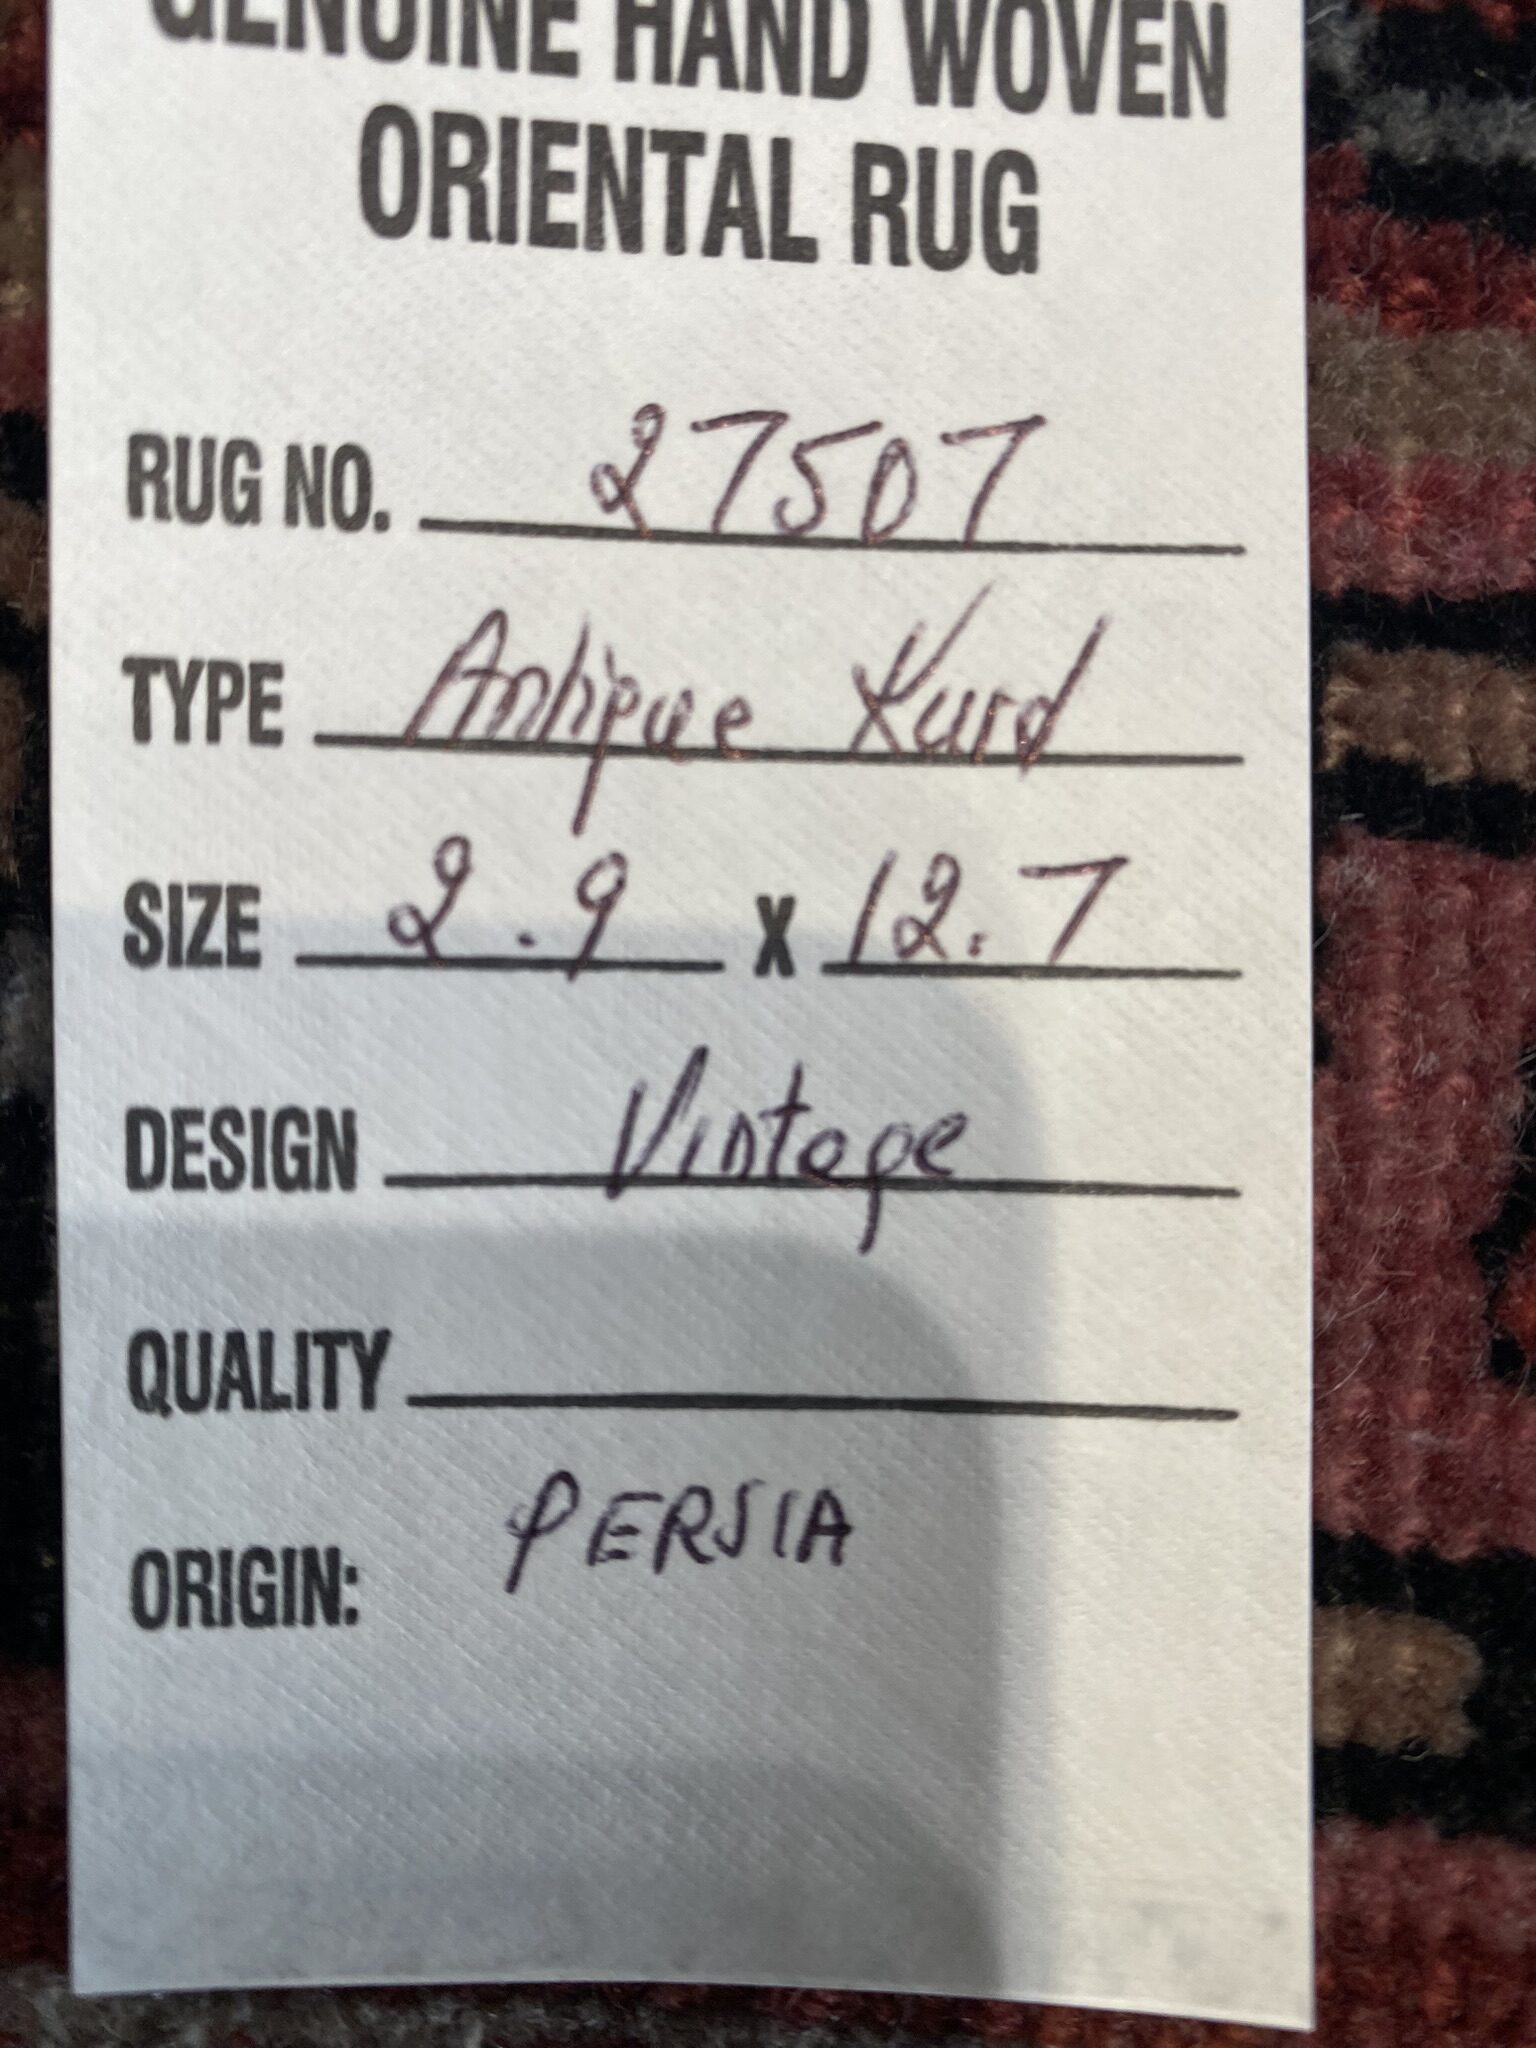 GENUINE HAND WOVEN
ORIENTAL RUG
RUG NO. 27507
TYPE Antique Kurd
SIZE 2.9 X 12.7
DESIGN Vintage
QUALITY
ORIGIN: PERSIA